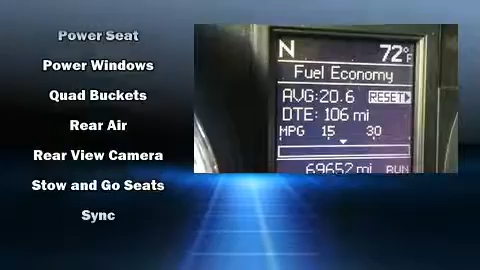 Power Seat
Power Windows
Quad Buckets
Rear Air
Rear View Camera
Stow and Go Seats
Sync
N 72°F
Fuel Economy
AVG:20.6 RESET
DTE: 106 mi
MPG 15 30
69652 mi RUN